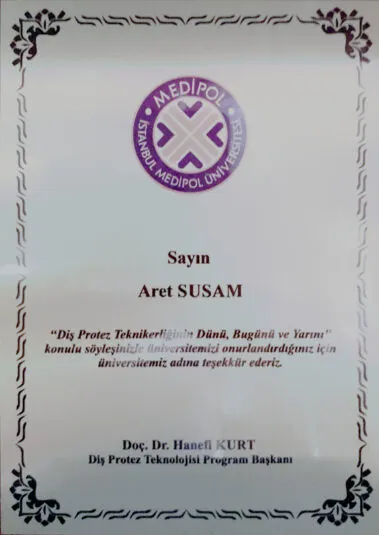 MEDİPOL
İSTANBUL MEDİPOL ÜNİVERSİTESİ
Sayın
Aret SUSAM
“Diş Protez Teknikerliğinin Dünü, Bugünü ve Yarını”
konulu söyleşinizle üniversitemizi onurlandırdığınız için
üniversitemiz adına teşekkür ederiz.
Doç. Dr. Hanefi KURT
Diş Protez Teknolojisi Program Başkanı